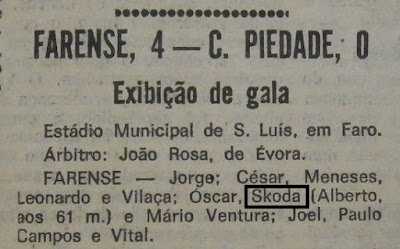 FARENSE, 4 — C. PIEDADE, 0
Exibição de gala
Estádio Municipal de S. Luís, em Faro.
Árbitro: João Rosa, de Évora.
FARENSE — Jorge; César, Meneses,
Leonardo e Vilaça; Óscar, Skoda (Alberto,
aos 61 m.) e Mário Ventura; Joel, Paulo
Campos e Vital.